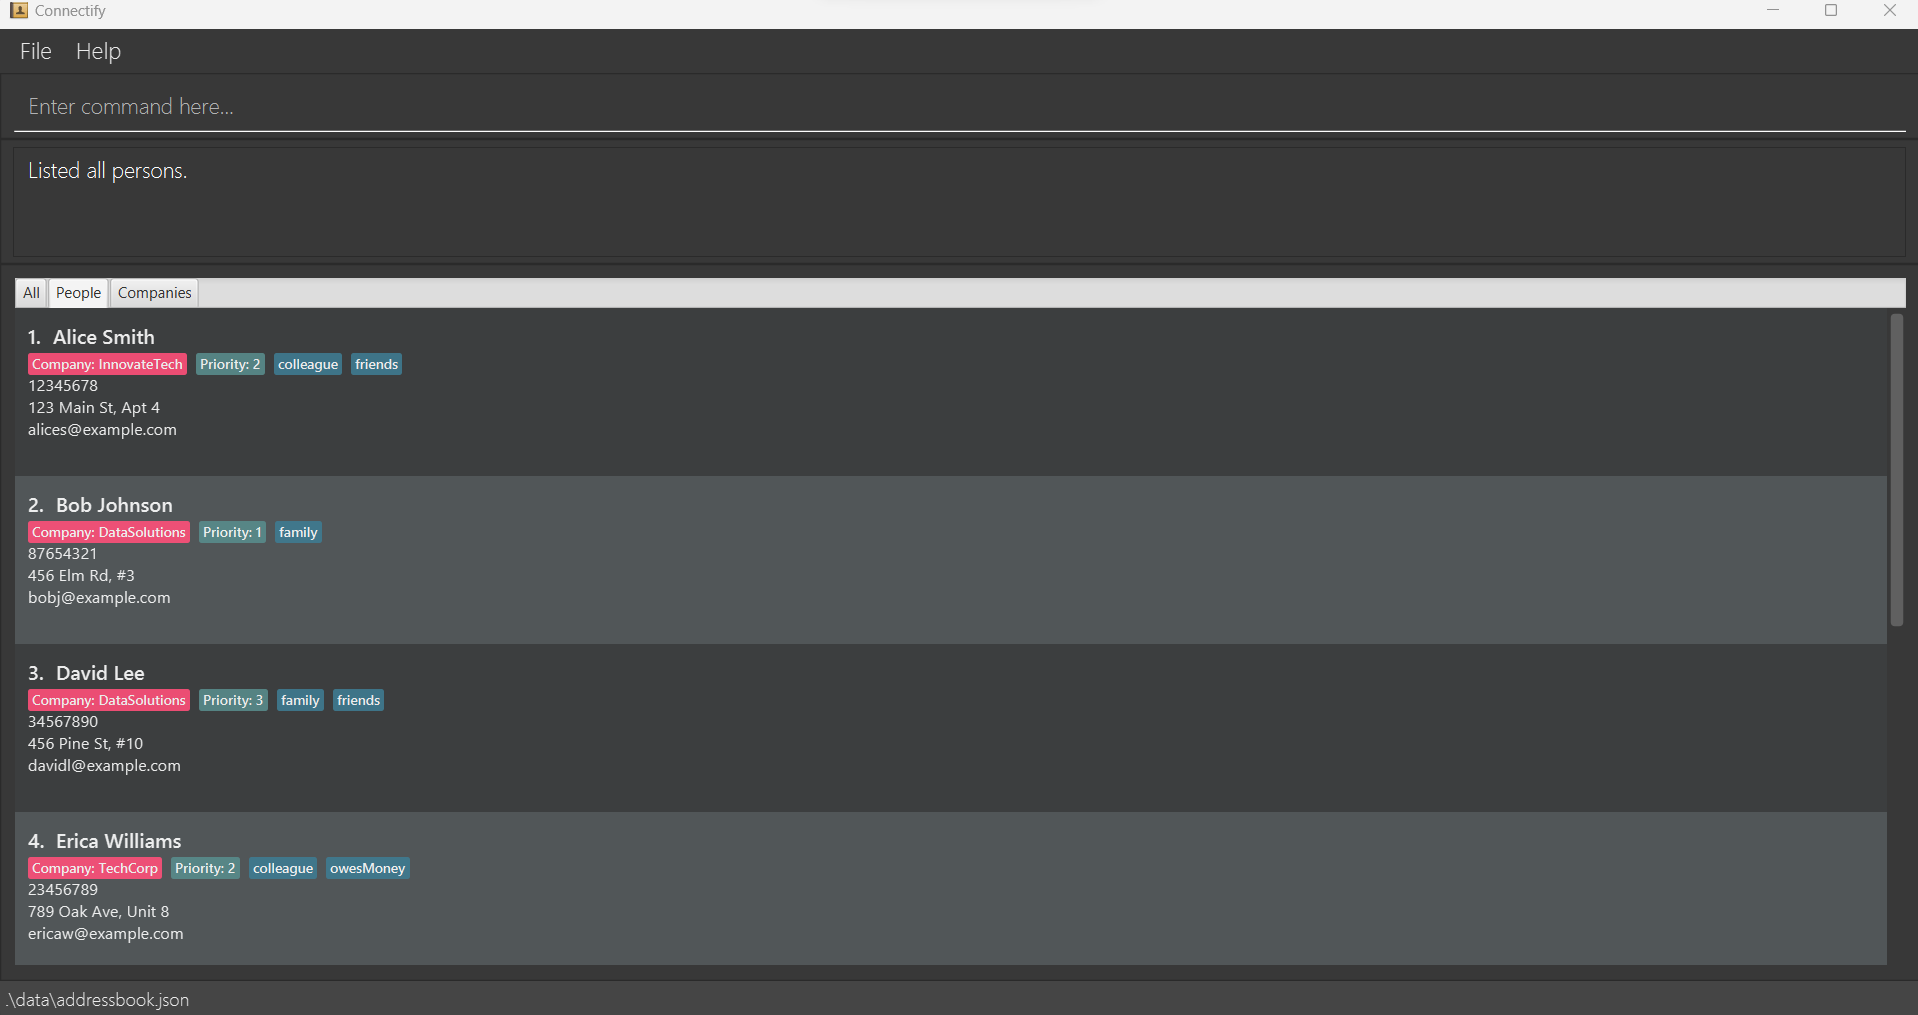 Connectify
File Help
Enter command here...
Listed all persons.
All People Companies
1. Alice Smith
Company: InnovateTech Priority: 2 colleague friends
12345678
123 Main St, Apt 4
alices@example.com
2. Bob Johnson
Company: DataSolutions Priority: 1 family
87654321
456 Elm Rd, #3
bobj@example.com
3. David Lee
Company: DataSolutions Priority: 3 family friends
34567890
456 Pine St, #10
davidl@example.com
4. Erica Williams
Company: TechCorp Priority: 2 colleague owesMoney
23456789
789 Oak Ave, Unit 8
ericaw@example.com
.\data\addressbook.json